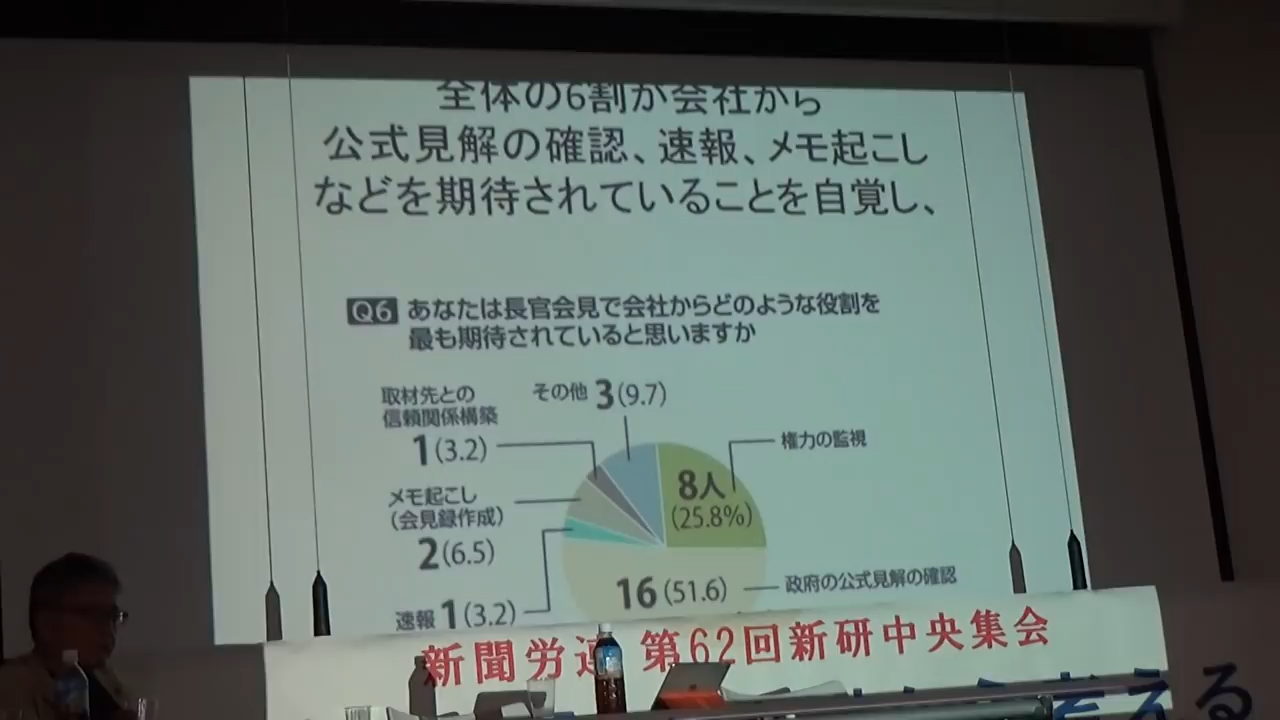 全体の6割が会社から
公式見解の確認、速報、メモ起こし
などを期待されていることを自覚し、
Q6 あなたは長官会見で会社からどのような役割を
最も期待されていると思いますか
取材先との
信頼関係構築
1(3.2)
その他 3(9.7)
権力の監視
8人
(25.8%)
メモ起こし
(会見録作成)
2(6.5)
速報 1(3.2)
16(51.6)
政府の公式見解の確認
新聞労連 第62回新研中央集会
考える